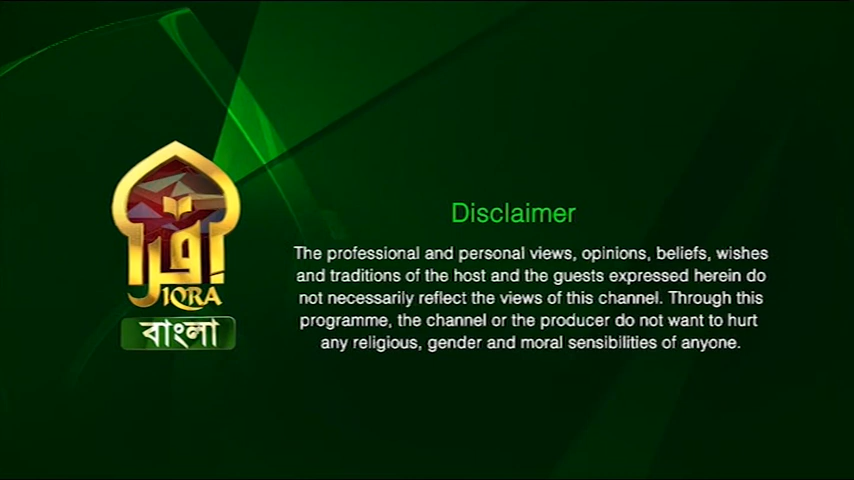 اقرأ
IQRA
বাংলা
Disclaimer
The professional and personal views, opinions, beliefs, wishes
and traditions of the host and the guests expressed herein do
not necessarily reflect the views of this channel. Through this
programme, the channel or the producer do not want to hurt
any religious, gender and moral sensibilities of anyone.